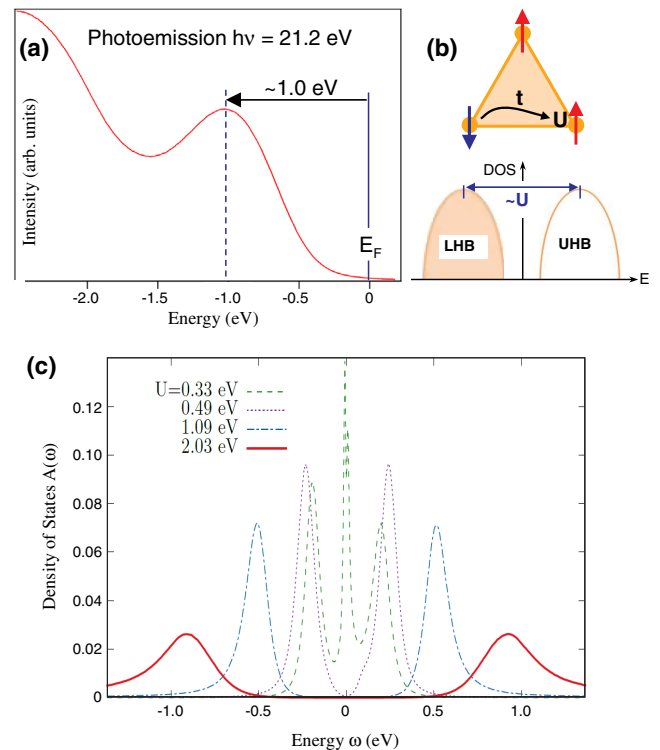 (a)
Photoemission hν = 21.2 eV
~1.0 eV
Intensity (arb. units)
E_F
-2.0 -1.5 -1.0 -0.5 0
Energy (eV)
(b)
t
U
DOS
~U
LHB
UHB
E
(c)
U=0.33 eV
0.49 eV
1.09 eV
2.03 eV
Density of States A(ω)
0.12
0.10
0.08
0.06
0.04
0.02
0
-1.0 -0.5 0 0.5 1.0
Energy ω (eV)